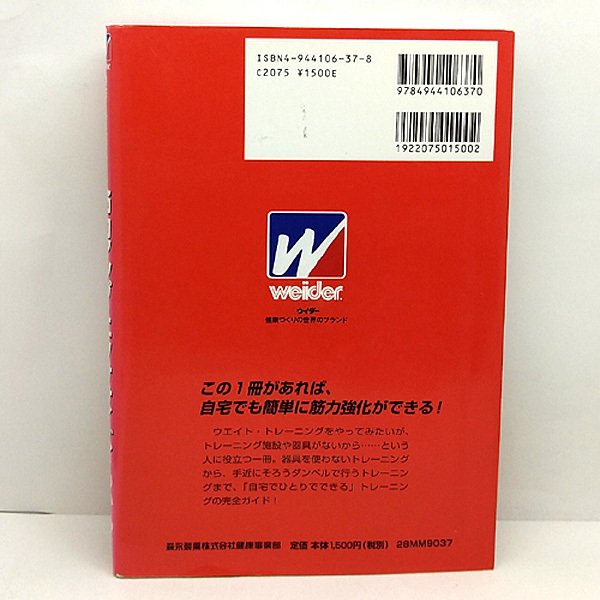 ISBN4-944106-37-8
C2075 ¥1500E
9784944106370
1922075015002
W
weider
ウイダー
健康づくりの世界のブランド
この1冊があれば、
自宅でも簡単に筋力強化ができる!
ウエイト・トレーニングをやってみたいが、
トレーニング施設や器具がないから……という
人に役立つ一冊。器具を使わないトレーニング
から、手近にそろうダンベルで行うトレーニン
グまで、「自宅でひとりでできる」トレーニン
グの完全ガイド!
森永製菓株式会社健康事業部 定価 本体1,500円(税別) 28MM9037